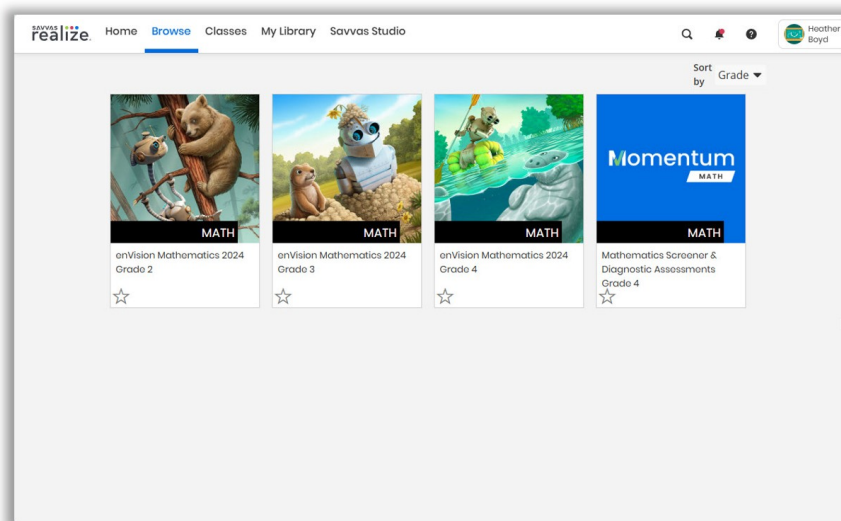 SAVVAS
realize.
Home Browse Classes My Library Savvas Studio
Heather
Boyd
Sort
by
Grade
MATH
enVision Mathematics 2024
Grade 2
MATH
enVision Mathematics 2024
Grade 3
MATH
enVision Mathematics 2024
Grade 4
Momentum
MATH
MATH
Mathematics Screener &
Diagnostic Assessments
Grade 4